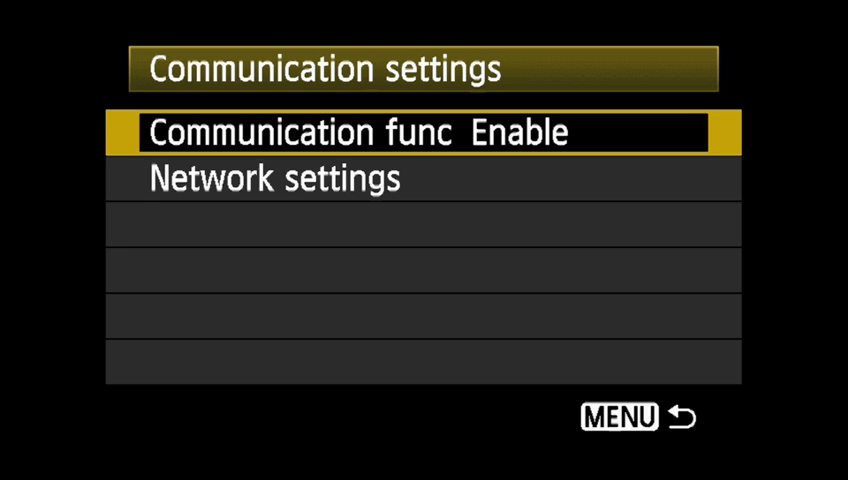 Communication settings
Communication func Enable
Network settings
MENU